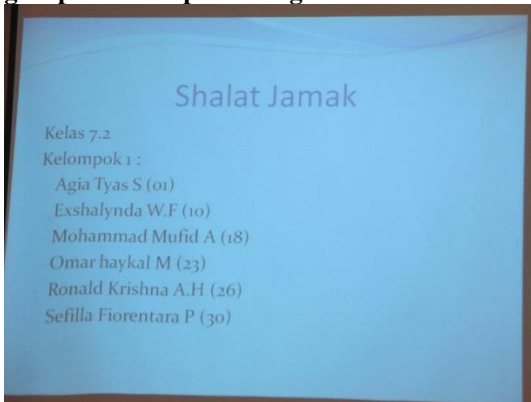 Shalat Jamak
Kelas 7.2
Kelompok 1 :
Agia Tyas S (01)
Exshalynda W.F (10)
Mohammad Mufid A (18)
Omar haykal M (23)
Ronald Krishna A.H (26)
Sefilla Fiorentara P (30)